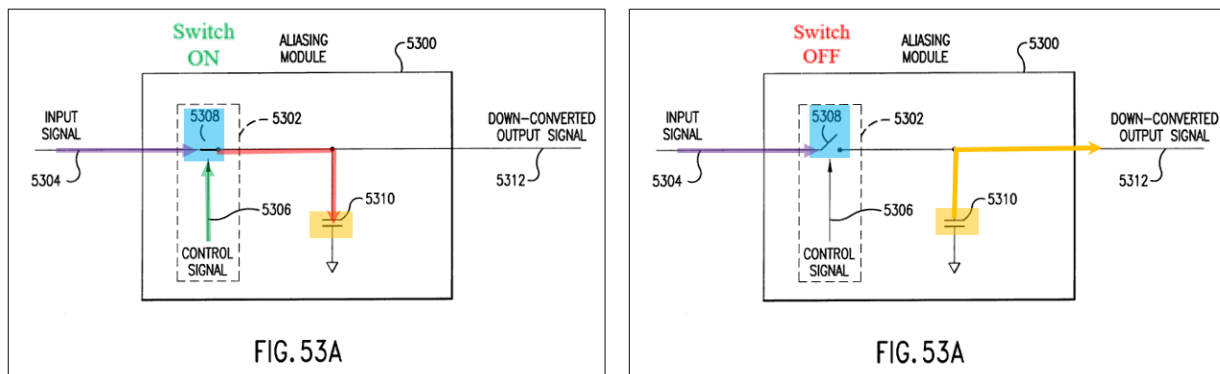 Switch
ON
ALIASING
MODULE
5300
INPUT
SIGNAL
5308
5302
DOWN-CONVERTED
OUTPUT SIGNAL
5304
5306
5310
5312
CONTROL
SIGNAL
FIG. 53A
Switch
OFF
ALIASING
MODULE
5300
INPUT
SIGNAL
5308
5302
DOWN-CONVERTED
OUTPUT SIGNAL
5304
5306
5310
5312
CONTROL
SIGNAL
FIG. 53A